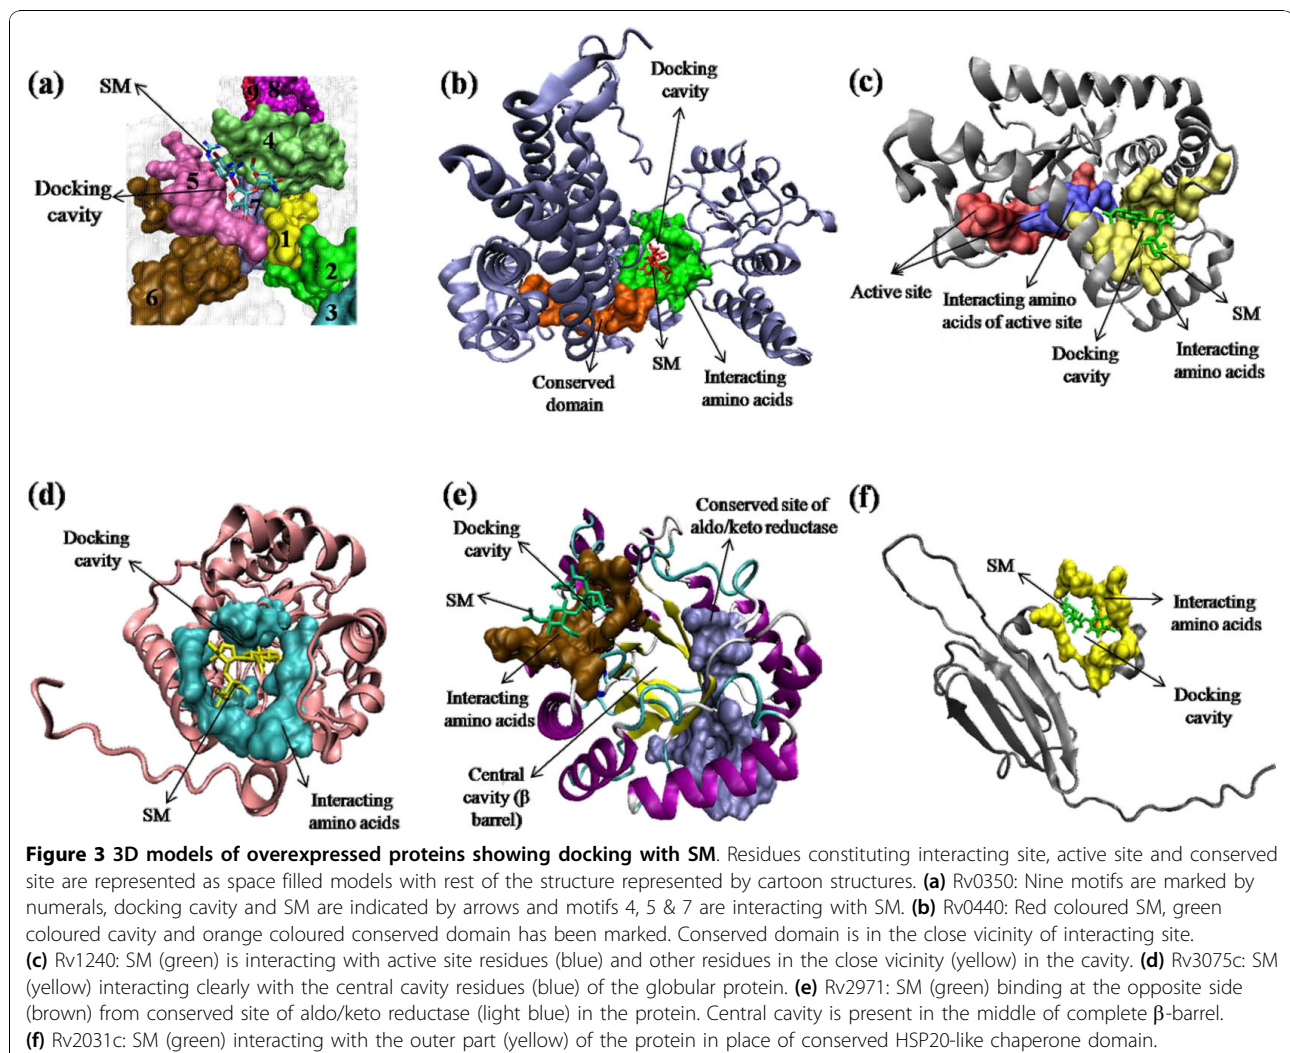 (a)
SM
Docking
cavity
9
8
4
5
7
1
2
6
3
(b)
Docking
cavity
Conserved
domain
SM
Interacting
amino acids
(c)
Active site
Interacting amino
acids of active site
Docking
cavity
SM
Interacting
amino acids
(d)
Docking
cavity
SM
Interacting
amino acids
(e)
Docking
cavity
SM
Interacting
amino acids
Central
cavity (β
barrel)
Conserved site of
aldo/keto reductase
(f)
SM
Interacting
amino acids
Docking
cavity
Figure 3 3D models of overexpressed proteins showing docking with SM. Residues constituting interacting site, active site and conserved
site are represented as space filled models with rest of the structure represented by cartoon structures. (a) Rv0350: Nine motifs are marked by
numerals, docking cavity and SM are indicated by arrows and motifs 4, 5 & 7 are interacting with SM. (b) Rv0440: Red coloured SM, green
coloured cavity and orange coloured conserved domain has been marked. Conserved domain is in the close vicinity of interacting site.
(c) Rv1240: SM (green) is interacting with active site residues (blue) and other residues in the close vicinity (yellow) in the cavity. (d) Rv3075c: SM
(yellow) interacting clearly with the central cavity residues (blue) of the globular protein. (e) Rv2971: SM (green) binding at the opposite side
(brown) from conserved site of aldo/keto reductase (light blue) in the protein. Central cavity is present in the middle of complete β-barrel.
(f) Rv2031c: SM (green) interacting with the outer part (yellow) of the protein in place of conserved HSP20-like chaperone domain.